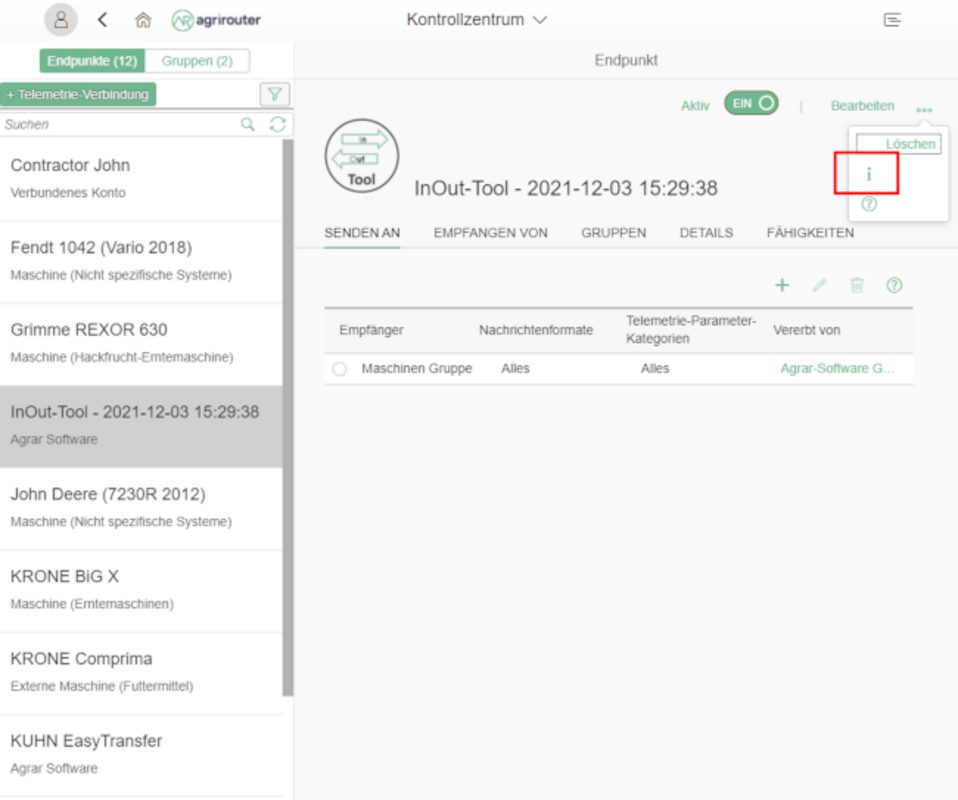 agrirouter
Kontrollzentrum
Endpunkte (12)
Gruppen (2)
Endpunkt
+ Telemetrie-Verbindung
Suchen
Aktiv
EIN
|
Bearbeiten
...
Löschen
i
?
In
Out
Tool
InOut-Tool - 2021-12-03 15:29:38
SENDEN AN
EMPFANGEN VON
GRUPPEN
DETAILS
FÄHIGKEITEN
+
?
Empfänger
Nachrichtenformate
Telemetrie-Parameter-
Kategorien
Vererbt von
Maschinen Gruppe
Alles
Alles
Agrar-Software G...
Contractor John
Verbundenes Konto
Fendt 1042 (Vario 2018)
Maschine (Nicht spezifische Systeme)
Grimme REXOR 630
Maschine (Hackfrucht-Erntemaschine)
InOut-Tool - 2021-12-03 15:29:38
Agrar Software
John Deere (7230R 2012)
Maschine (Nicht spezifische Systeme)
KRONE BiG X
Maschine (Erntemaschinen)
KRONE Comprima
Externe Maschine (Futtermittel)
KUHN EasyTransfer
Agrar Software